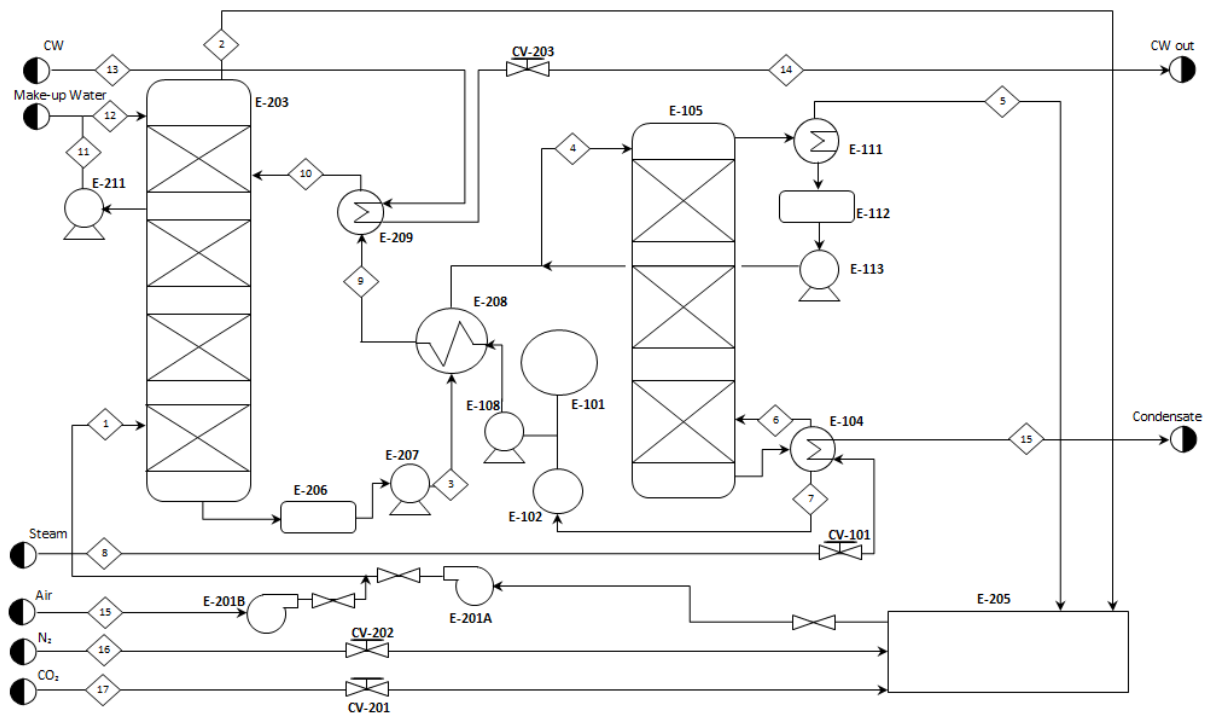 2
CW
13
CV-203
14
CW out
Make-up Water
12
E-203
E-105
5
11
4
E-111
E-211
10
E-112
E-209
E-113
9
E-208
E-108
E-101
1
6
E-104
Condensate
15
E-207
3
E-206
E-102
7
Steam
8
CV-101
Air
15
E-201B
E-201A
E-205
N₂
16
CV-202
CO₂
17
CV-201